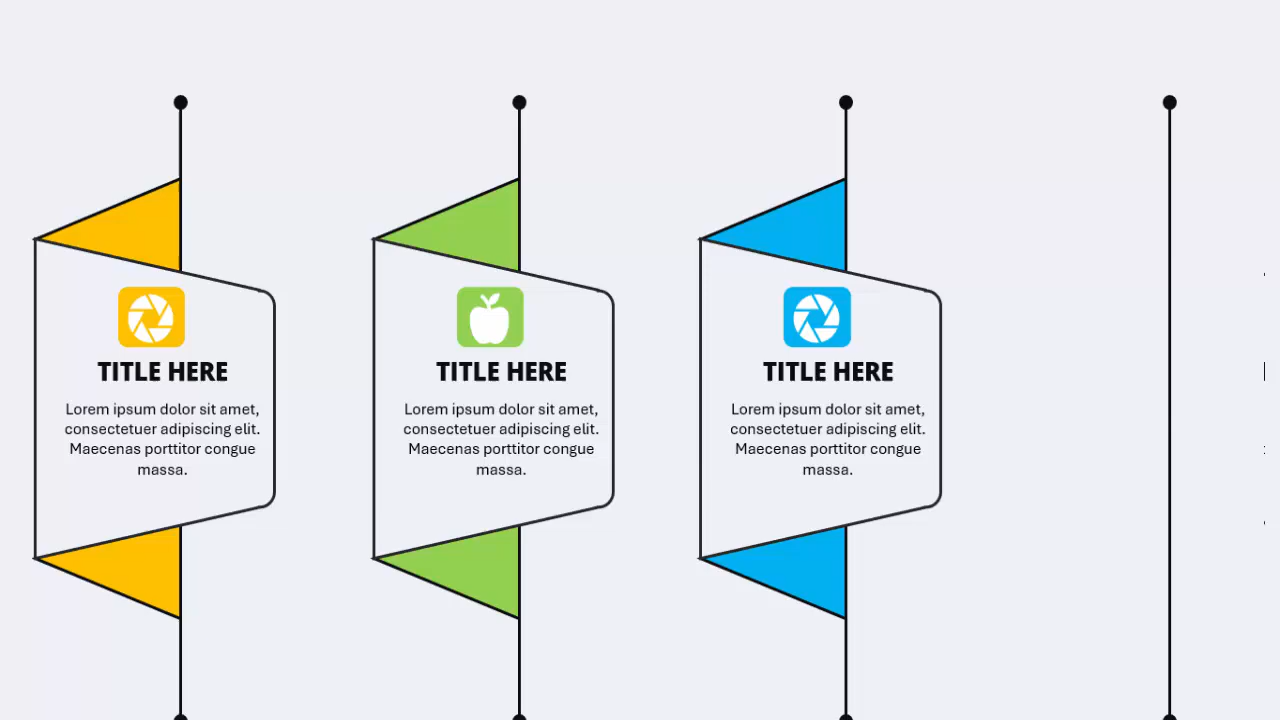 TITLE HERE
Lorem ipsum dolor sit amet,
consectetuer adipiscing elit.
Maecenas porttitor congue
massa.
TITLE HERE
Lorem ipsum dolor sit amet,
consectetuer adipiscing elit.
Maecenas porttitor congue
massa.
TITLE HERE
Lorem ipsum dolor sit amet,
consectetuer adipiscing elit.
Maecenas porttitor congue
massa.